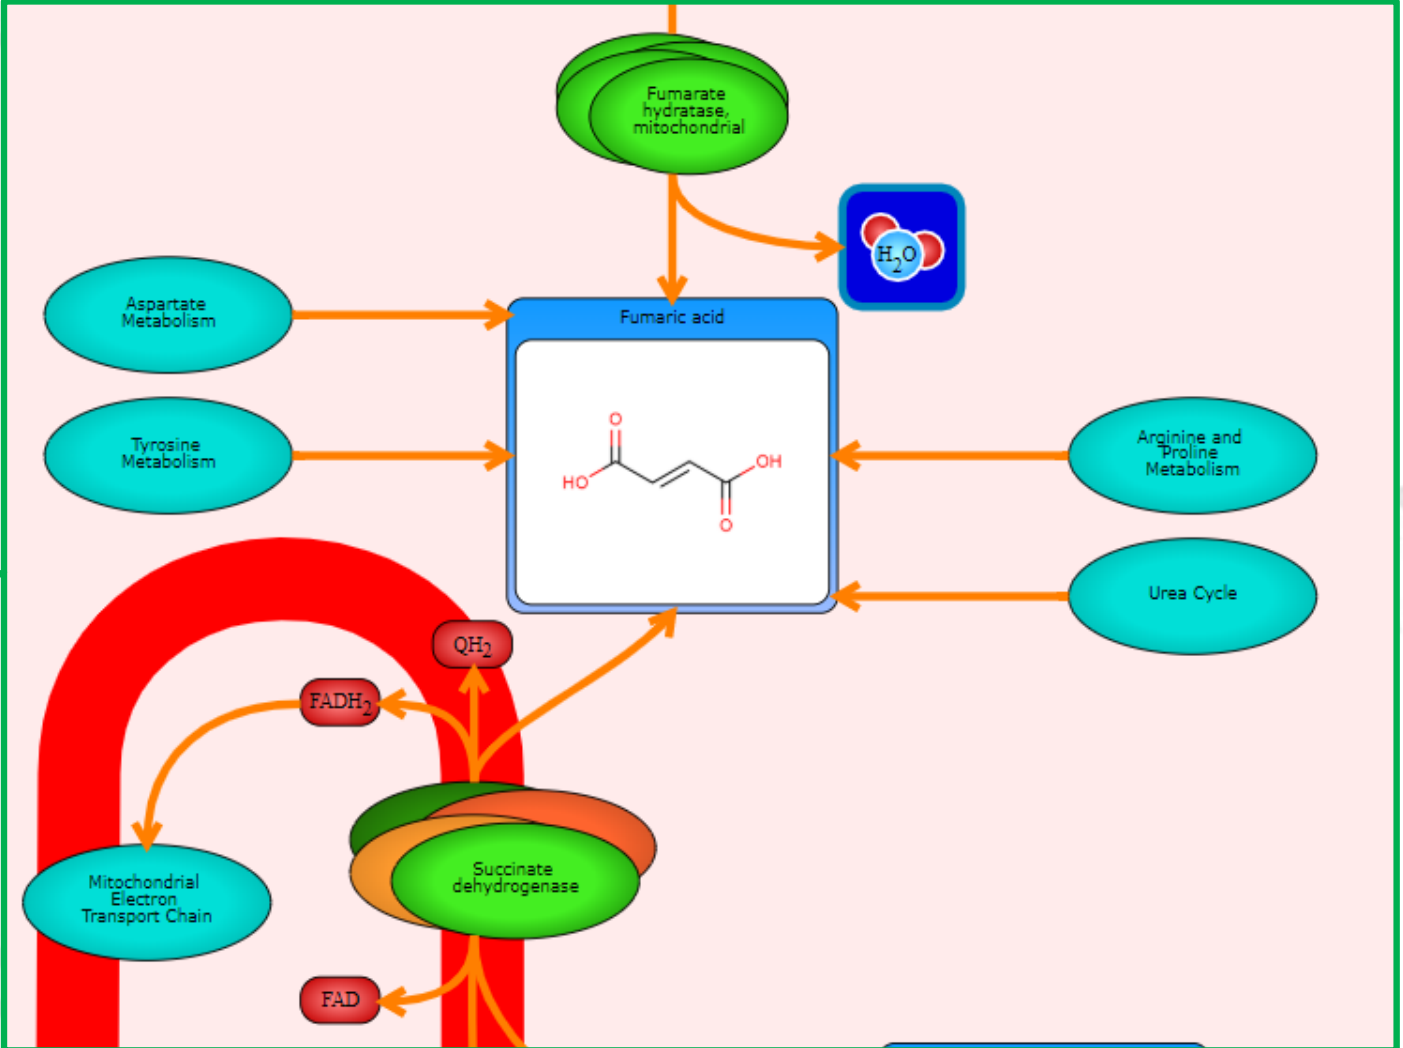 Fumarate
hydratase,
mitochondrial
H2O
Aspartate
Metabolism
Fumaric acid
O
HO
OH
O
Tyrosine
Metabolism
Arginine and
Proline
Metabolism
Urea Cycle
QH2
FADH2
Succinate
dehydrogenase
Mitochondrial
Electron
Transport Chain
FAD